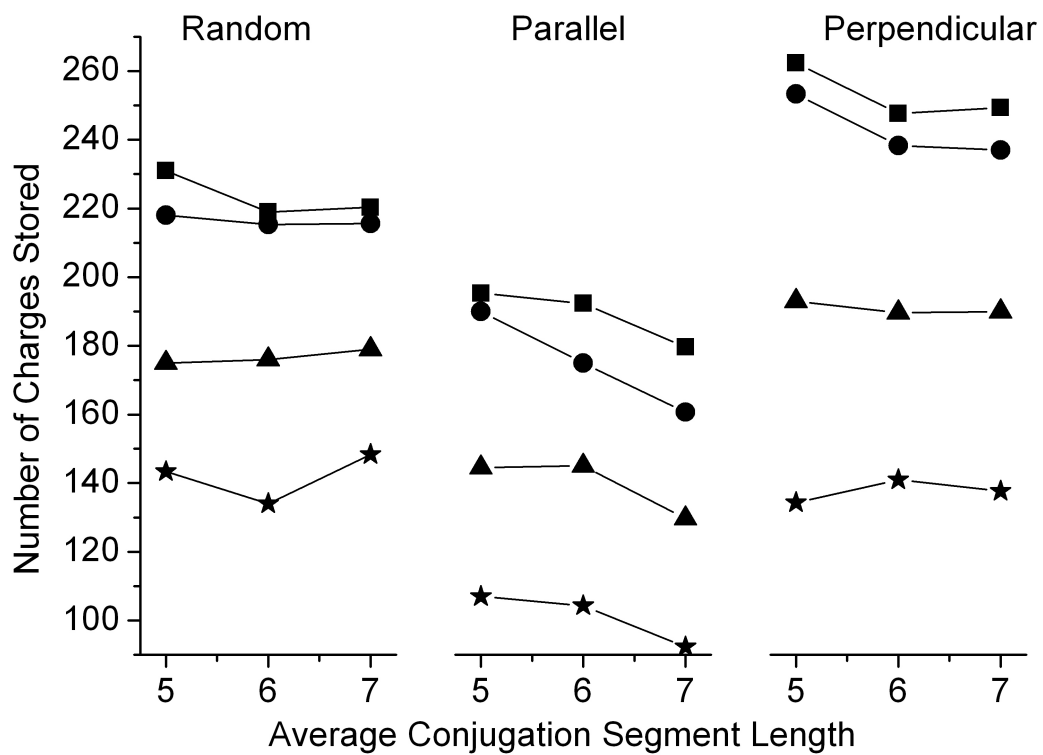 Random Parallel Perpendicular
260
240
220
200
180
160
140
120
100
Number of Charges Stored
5 6 7 5 6 7 5 6 7
Average Conjugation Segment Length